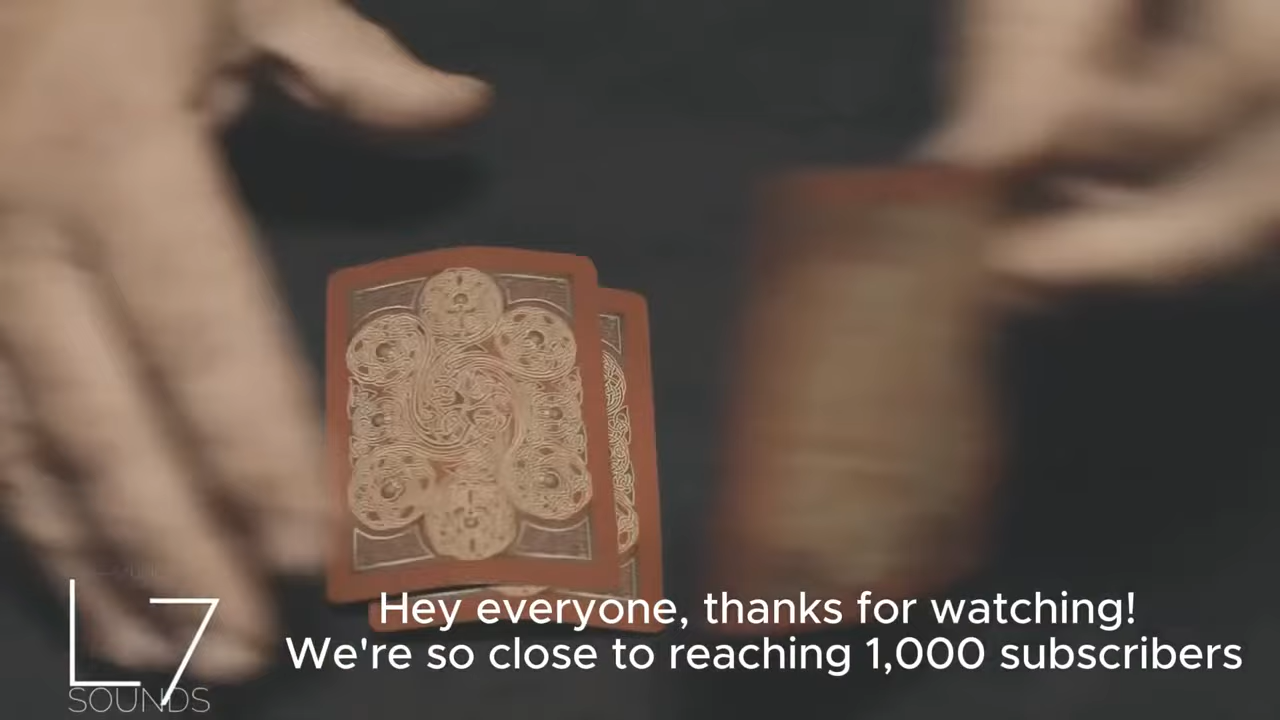 Hey everyone, thanks for watching!
We're so close to reaching 1,000 subscribers
L7
SOUNDS